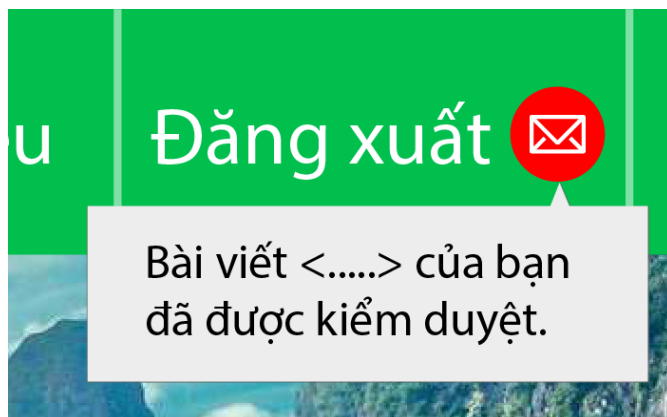 Đăng xuất
Bài viết <.....> của bạn
đã được kiểm duyệt.